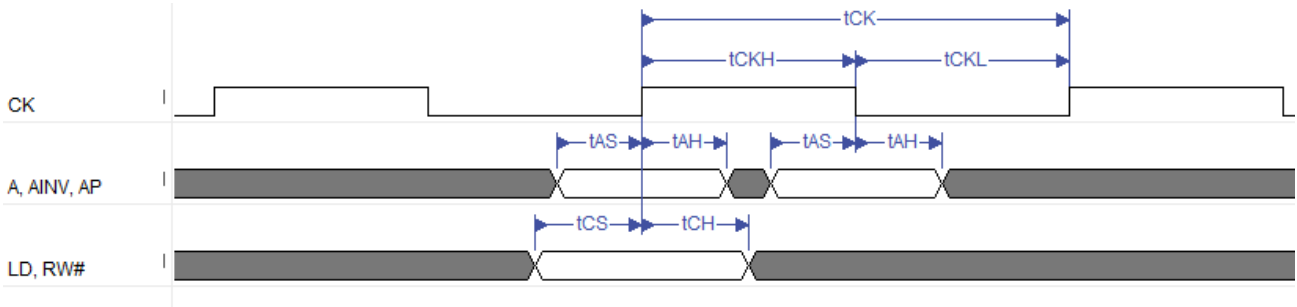 tCK
tCKH tCKL
CK
tAS tAH tAS tAH
A, AINV, AP
tCS tCH
LD, RW#